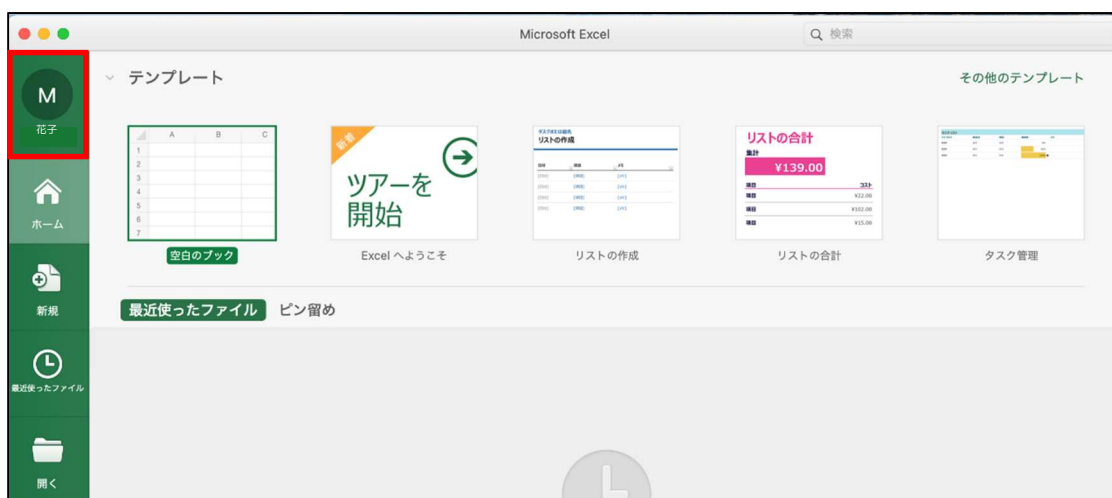 Microsoft Excel
検索
M
花子
テンプレート
その他のテンプレート
A B C
1
2
3
4
5
6
7
空白のブック
新着
ツアーを
開始
Excel へようこそ
リストの作成
リストの作成
リストの合計
集計
¥139.00
項目 コスト
項目 ¥22.00
項目 ¥102.00
項目 ¥15.00
リストの合計
タスク管理
ホーム
新規
最近使ったファイル
開く
最近使ったファイル
ピン留め